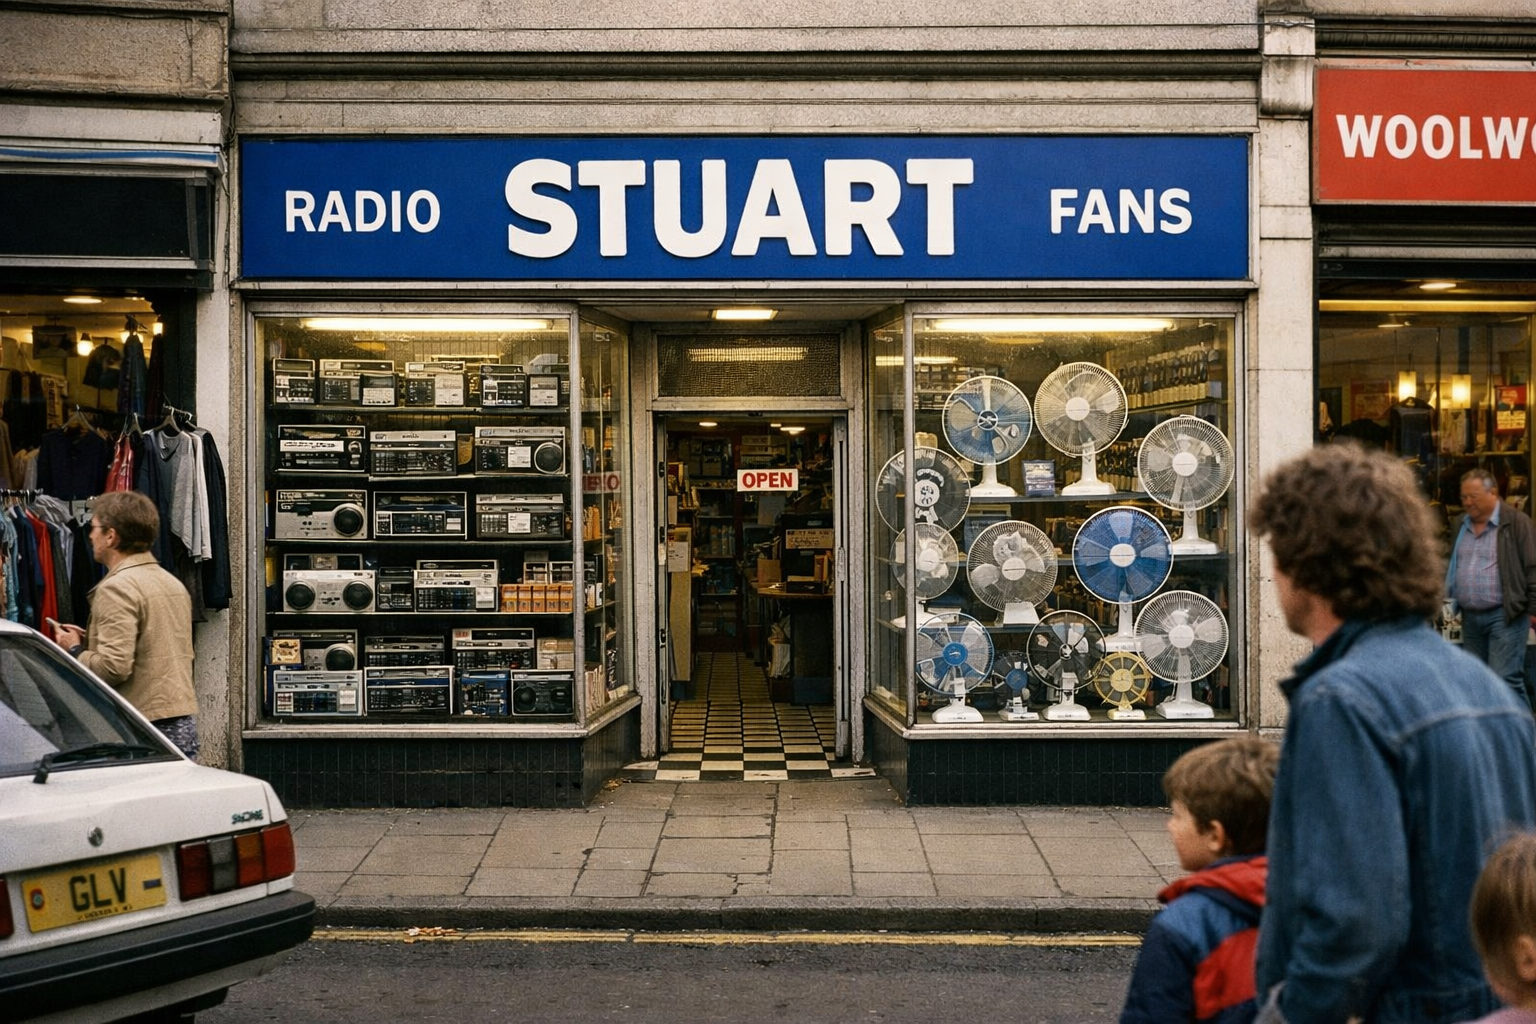 RADIO STUART FANS
WOOLW
OPEN
GLV